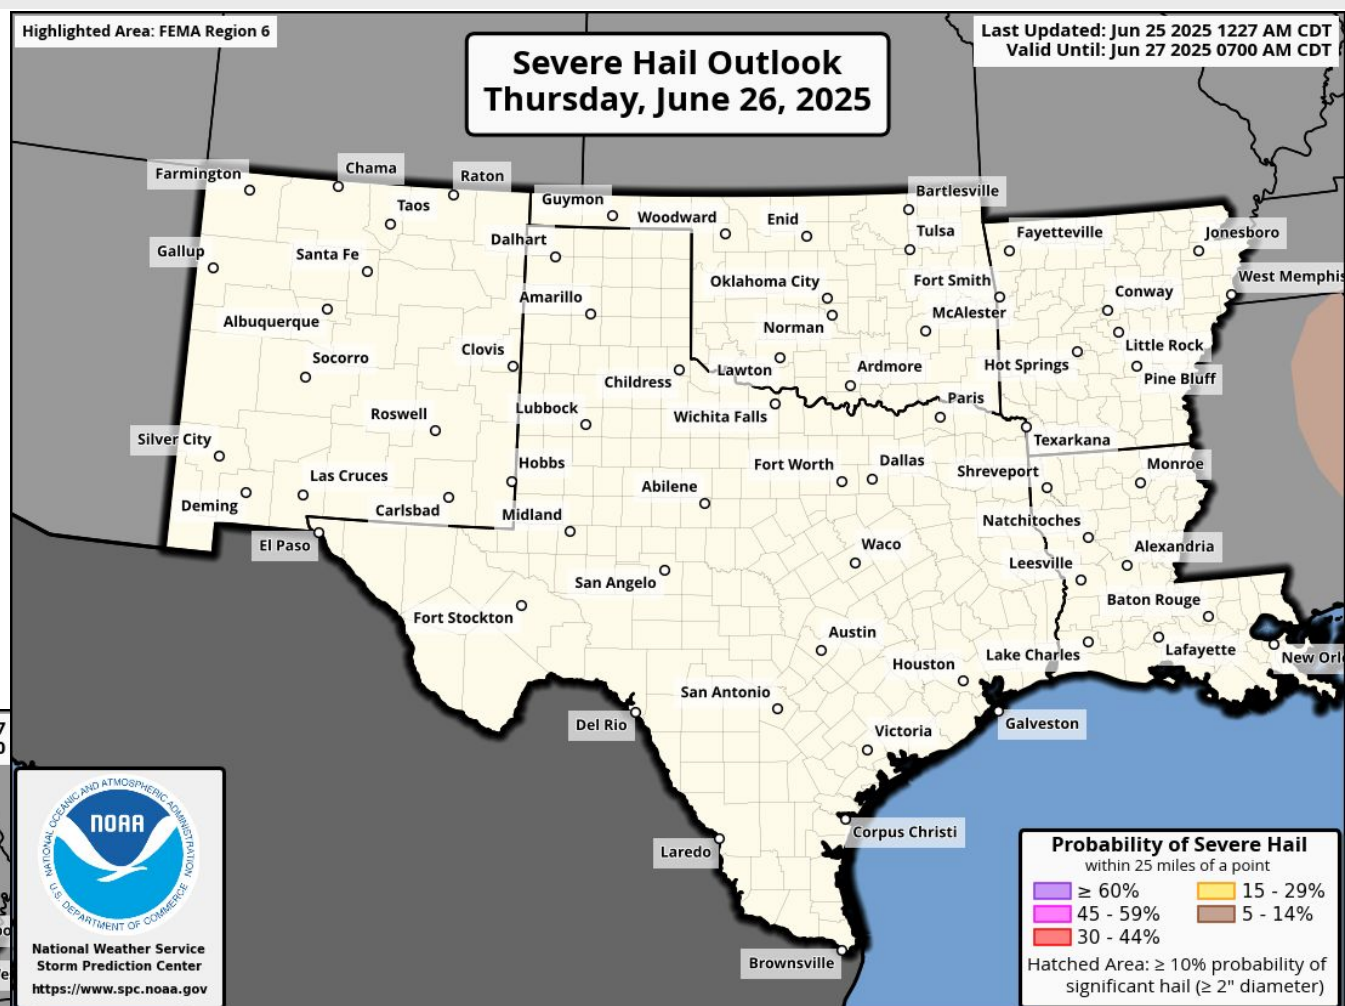 Highlighted Area: FEMA Region 6
Last Updated: Jun 25 2025 1227 AM CDT
Valid Until: Jun 27 2025 0700 AM CDT
Severe Hail Outlook
Thursday, June 26, 2025
Farmington
Chama
Raton
Guymon
Bartlesville
Taos
Woodward
Enid
Tulsa
Fayetteville
Jonesboro
Gallup
Santa Fe
Dalhart
Oklahoma City
Fort Smith
West Memphis
Amarillo
Conway
Albuquerque
Norman
McAlester
Little Rock
Socorro
Clovis
Childress
Lawton
Ardmore
Hot Springs
Pine Bluff
Roswell
Lubbock
Wichita Falls
Paris
Silver City
Texarkana
Las Cruces
Hobbs
Fort Worth
Dallas
Shreveport
Monroe
Deming
Carlsbad
Midland
Abilene
Natchitoches
El Paso
Waco
Alexandria
San Angelo
Leesville
Fort Stockton
Baton Rouge
Austin
Houston
Lake Charles
Lafayette
New Orl
San Antonio
Del Rio
Galveston
Victoria
Corpus Christi
Laredo
Brownsville
NATIONAL OCEANIC AND ATMOSPHERIC ADMINISTRATION
NOAA
U.S. DEPARTMENT OF COMMERCE
National Weather Service
Storm Prediction Center
https://www.spc.noaa.gov
Probability of Severe Hail
within 25 miles of a point
≥ 60%
15 - 29%
45 - 59%
5 - 14%
30 - 44%
Hatched Area: ≥ 10% probability of
significant hail (≥ 2" diameter)